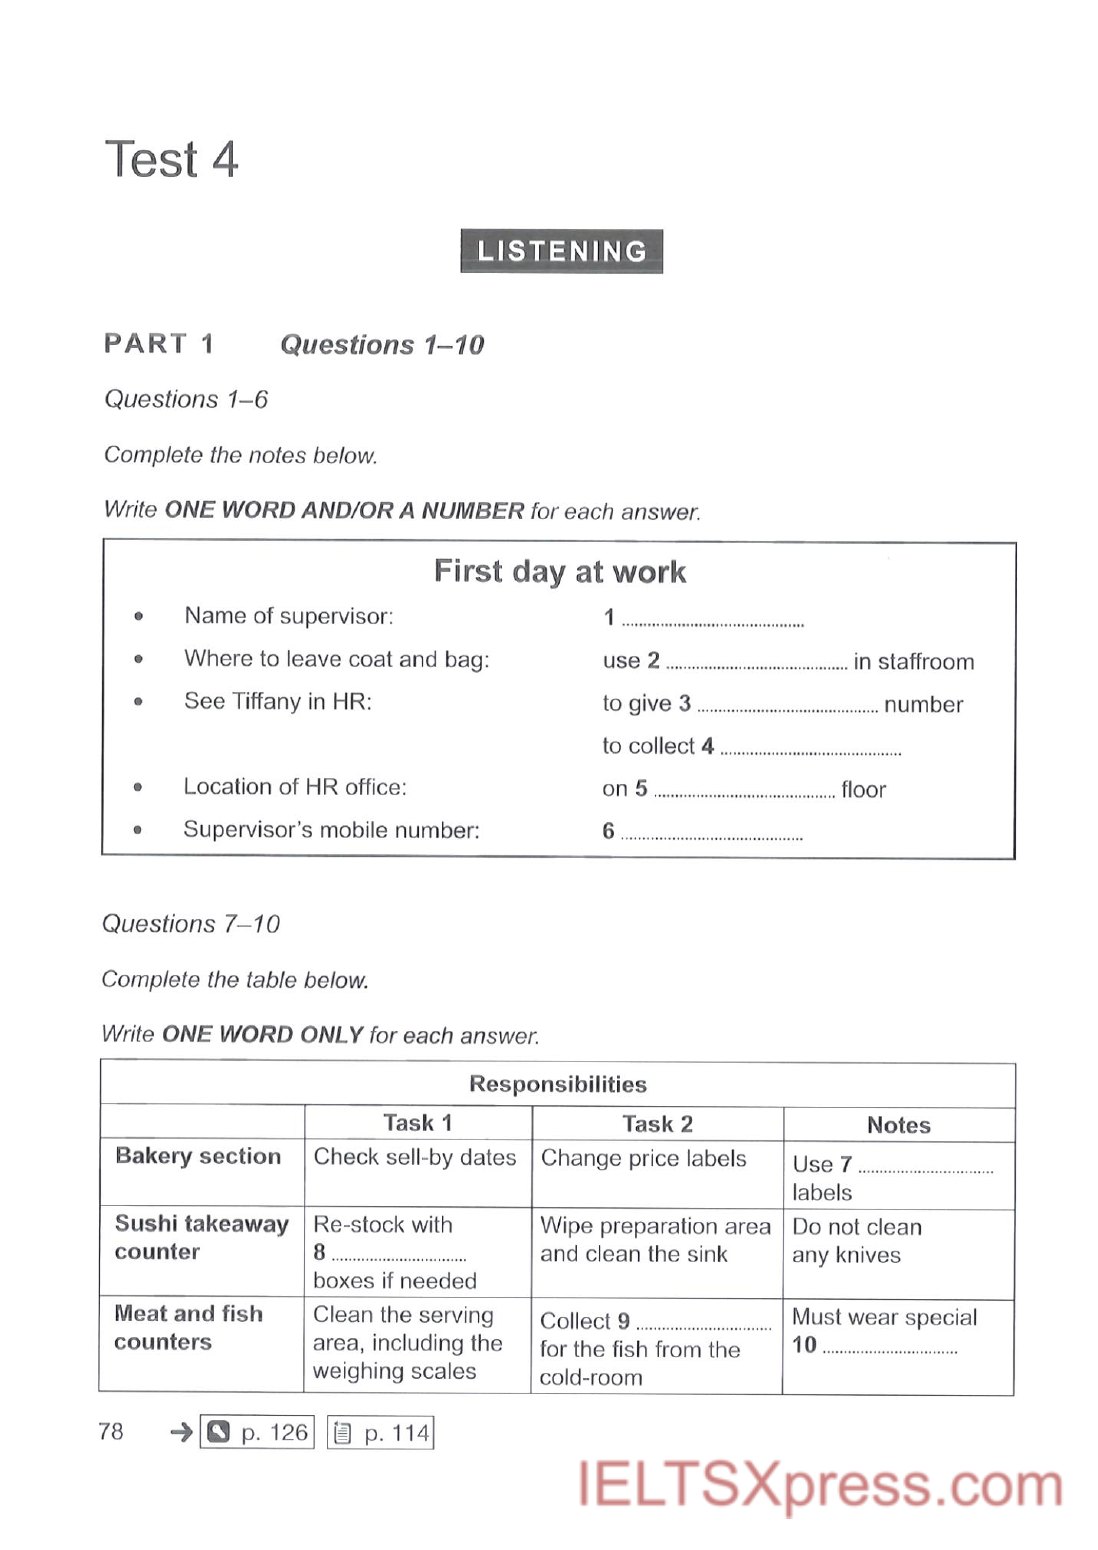 Test 4
LISTENING
PART 1 Questions 1–10
Questions 1–6
Complete the notes below.
Write ONE WORD AND/OR A NUMBER for each answer.
First day at work
• Name of supervisor: 1 ....................................
• Where to leave coat and bag: use 2 .................................... in staffroom
• See Tiffany in HR: to give 3 .................................... number
to collect 4 ....................................
• Location of HR office: on 5 .................................... floor
• Supervisor's mobile number: 6 ....................................
Questions 7–10
Complete the table below.
Write ONE WORD ONLY for each answer.
Responsibilities
Task 1 Task 2 Notes
Bakery section Check sell-by dates Change price labels Use 7 ..............................
labels
Sushi takeaway Re-stock with Wipe preparation area Do not clean
counter 8 .............................. and clean the sink any knives
boxes if needed
Meat and fish Clean the serving Collect 9 .............................. Must wear special
counters area, including the for the fish from the 10 ..............................
weighing scales cold-room
78 → p. 126 p. 114
IELTSXpress.com